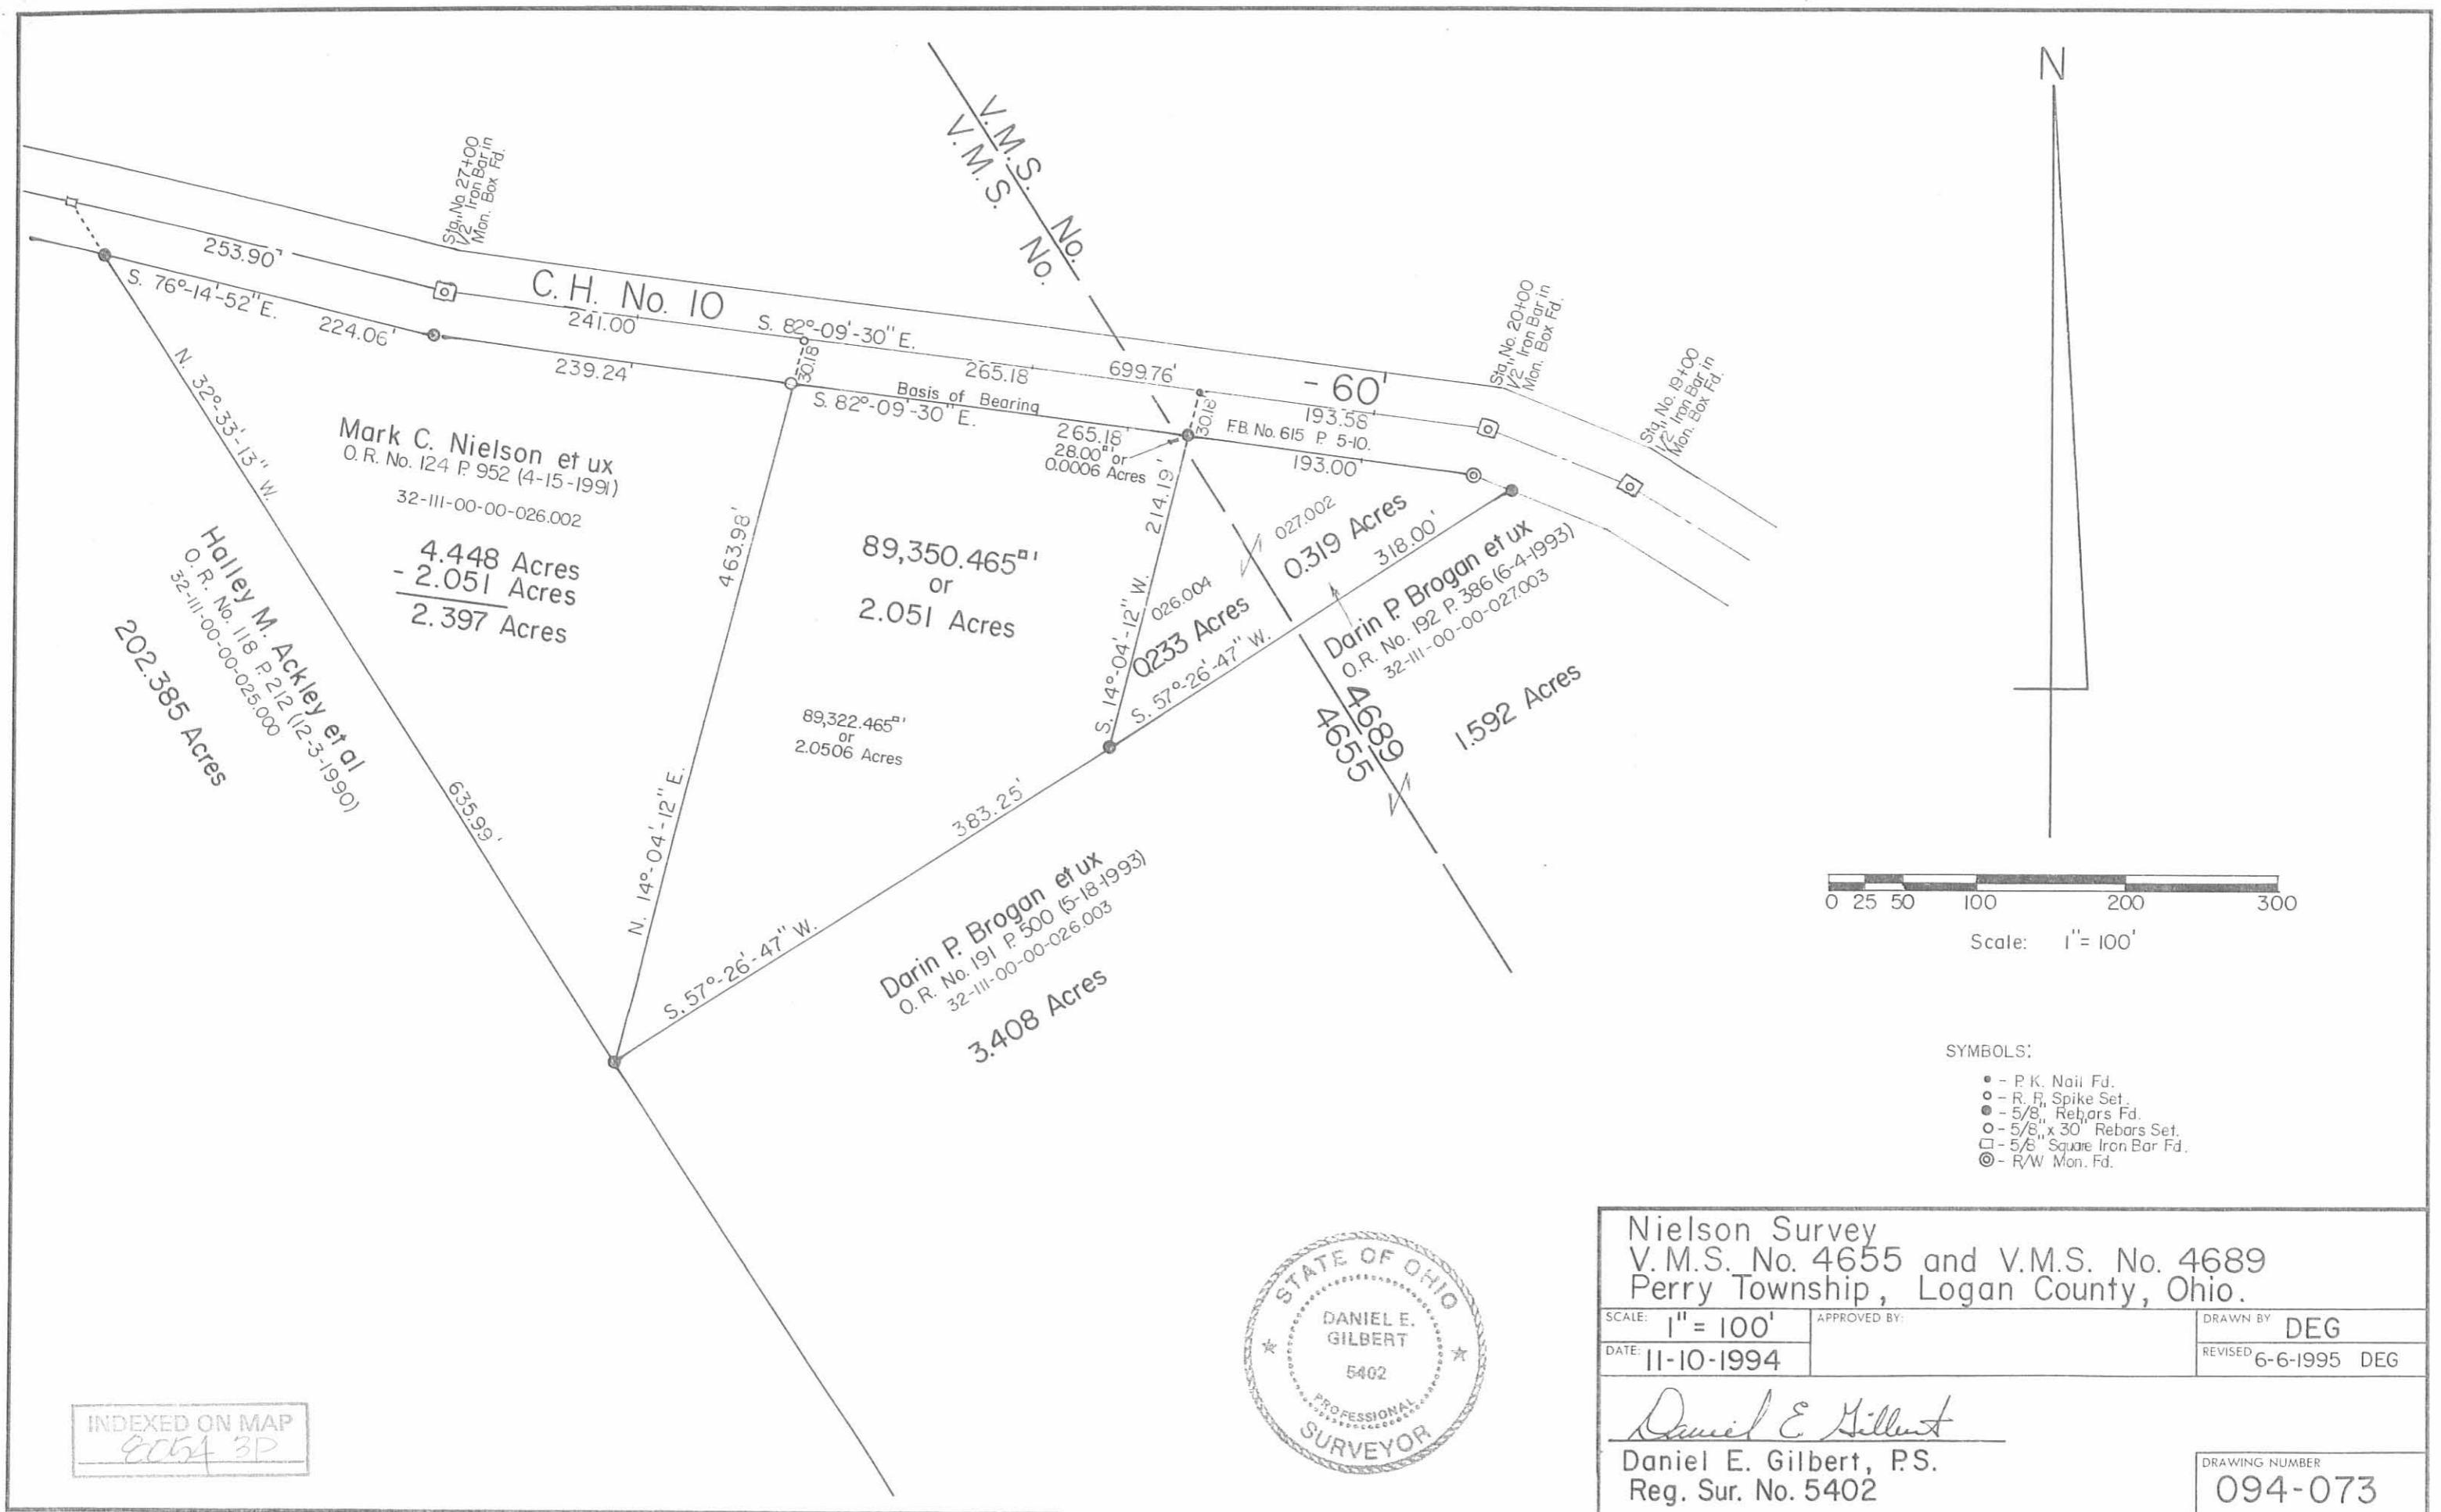 N
V.M.S. No.
V. M. S. No.
Sta. No 27+00
1/2" Iron Bar in
Mon. Box Fd.
253.90'
S. 76°-14'-52" E.
224.06'
C. H. No. 10
241.00'
S. 82°-09'-30" E.
30.18'
265.18'
699.76'
- 60'
193.58'
Sta. No. 20+00
1/2" Iron Bar in
Mon. Box Fd.
Sta. No. 19+00
1/2" Iron Bar in
Mon. Box Fd.
239.24'
Basis of Bearing
S. 82°-09'-30" E.
265.18'
30.18'
F.B. No. 615 P. 5-10.
193.00'
28.00□' or
0.0006 Acres
N. 32°-33'-13" W.
635.99'
Mark C. Nielson et ux
O. R. No. 124 P. 952 (4-15-1991)
32-111-00-00-026.002
4.448 Acres
- 2.051 Acres
2.397 Acres
Halley M. Ackley et al
O. R. No. 118 P. 212 (12-3-1990)
32-111-00-00-025.000
202.385 Acres
463.98'
N. 14°-04'-12" E.
89,350.465□'
or
2.051 Acres
89,322.465□'
or
2.0506 Acres
214.19'
S. 14°-04'-12" W.
026.004
0.233 Acres
027.002
0.319 Acres
318.00'
S. 57°-26'-47" W.
Darin P. Brogan et ux
O.R. No. 192 P. 386 (6-4-1993)
32-111-00-00-027.003
1.592 Acres
4689
4655
383.25'
S. 57°-26'-47" W.
Darin P. Brogan et ux
O. R. No. 191 P. 500 (5-18-1993)
32-111-00-00-026.003
3.408 Acres
0 25 50 100 200 300
Scale: 1"= 100'
SYMBOLS:
- P. K. Nail Fd.
- R. R. Spike Set.
- 5/8" Rebars Fd.
- 5/8" x 30" Rebars Set.
- 5/8" Square Iron Bar Fd.
- R/W Mon. Fd.
STATE OF OHIO
DANIEL E.
GILBERT
5402
PROFESSIONAL
SURVEYOR
INDEXED ON MAP
Nielson Survey
V. M. S. No. 4655 and V.M.S. No. 4689
Perry Township, Logan County, Ohio.
SCALE: 1" = 100'
APPROVED BY:
DRAWN BY DEG
DATE: 11-10-1994
REVISED 6-6-1995 DEG
Daniel E Gilbert
Daniel E. Gilbert, P.S.
Reg. Sur. No. 5402
DRAWING NUMBER
094-073